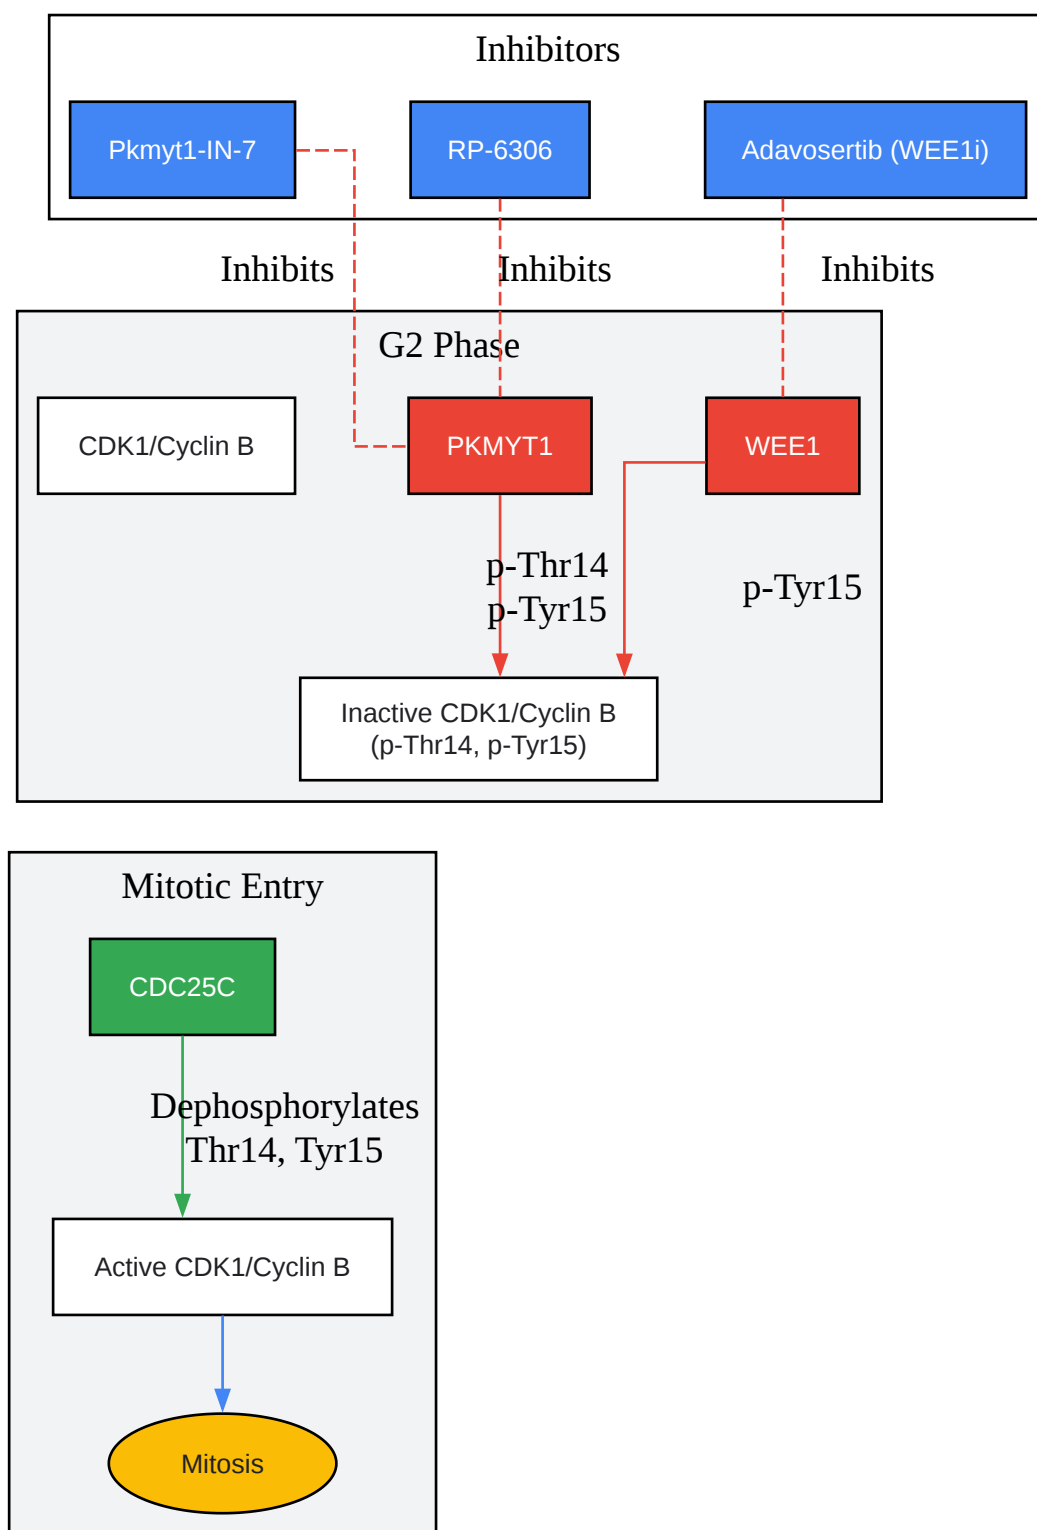 Inhibitors
Pkmyt1-IN-7
RP-6306
Adavosertib (WEE1i)
Inhibits
Inhibits
Inhibits
G2 Phase
CDK1/Cyclin B
PKMYT1
WEE1
p-Thr14
p-Tyr15
p-Tyr15
Inactive CDK1/Cyclin B
(p-Thr14, p-Tyr15)
Mitotic Entry
CDC25C
Dephosphorylates
Thr14, Tyr15
Active CDK1/Cyclin B
Mitosis